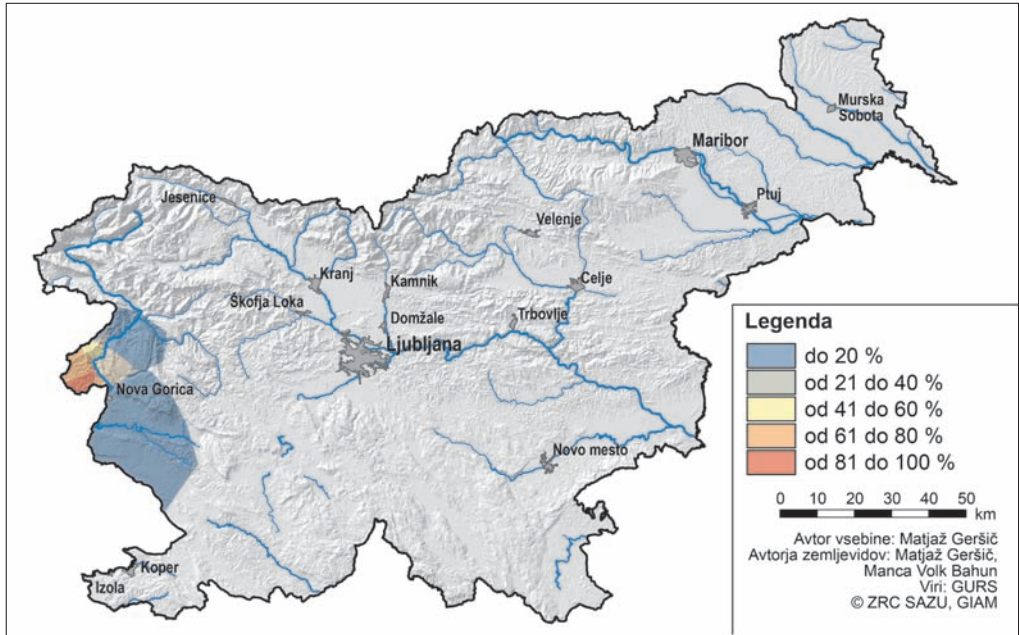 Murska
Sobota
Maribor
Ptuj
Jesenice
Velenje
Kranj
Kamnik
Celje
Škofja Loka
Domžale
Trbovlje
Ljubljana
Nova Gorica
Novo mesto
Koper
Izola
Legenda
do 20 %
od 21 do 40 %
od 41 do 60 %
od 61 do 80 %
od 81 do 100 %
0 10 20 30 40 50
km
Avtor vsebine: Matjaž Geršič
Avtorja zemljevidov: Matjaž Geršič,
Manca Volk Bahun
Viri: GURS
© ZRC SAZU, GIAM